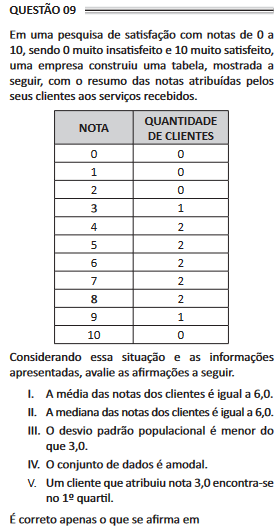 QUESTÃO 09
Em uma pesquisa de satisfação com notas de 0 a
10, sendo 0 muito insatisfeito e 10 muito satisfeito,
uma empresa construiu uma tabela, mostrada a
seguir, com o resumo das notas atribuídas pelos
seus clientes aos serviços recebidos.
NOTA QUANTIDADE DE CLIENTES
0 0
1 0
2 0
3 1
4 2
5 2
6 2
7 2
8 2
9 1
10 0
Considerando essa situação e as informações
apresentadas, avalie as afirmações a seguir.
I. A média das notas dos clientes é igual a 6,0.
II. A mediana das notas dos clientes é igual a 6,0.
III. O desvio padrão populacional é menor do
que 3,0.
IV. O conjunto de dados é amodal.
V. Um cliente que atribuiu nota 3,0 encontra-se
no 1º quartil.
É correto apenas o que se afirma em